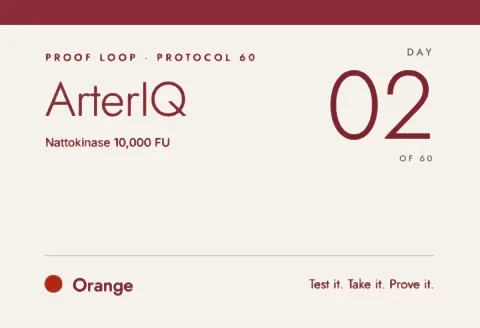 PROOF LOOP · PROTOCOL 60
ArterIQ
Nattokinase 10,000 FU
DAY
02
OF 60
Orange
Test it. Take it. Prove it.